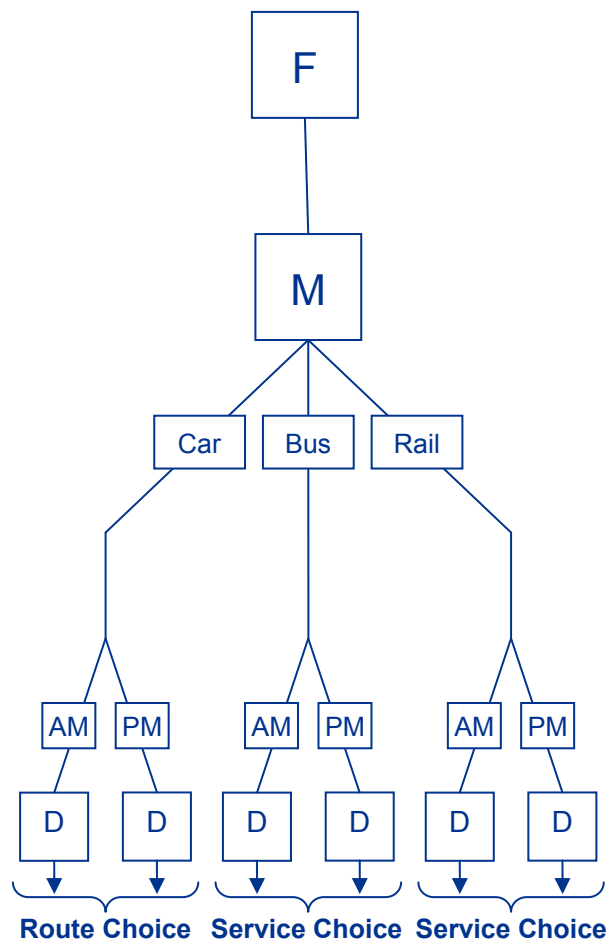 F
M
Car Bus Rail
AM PM AM PM AM PM
D D D D D D
Route Choice Service Choice Service Choice